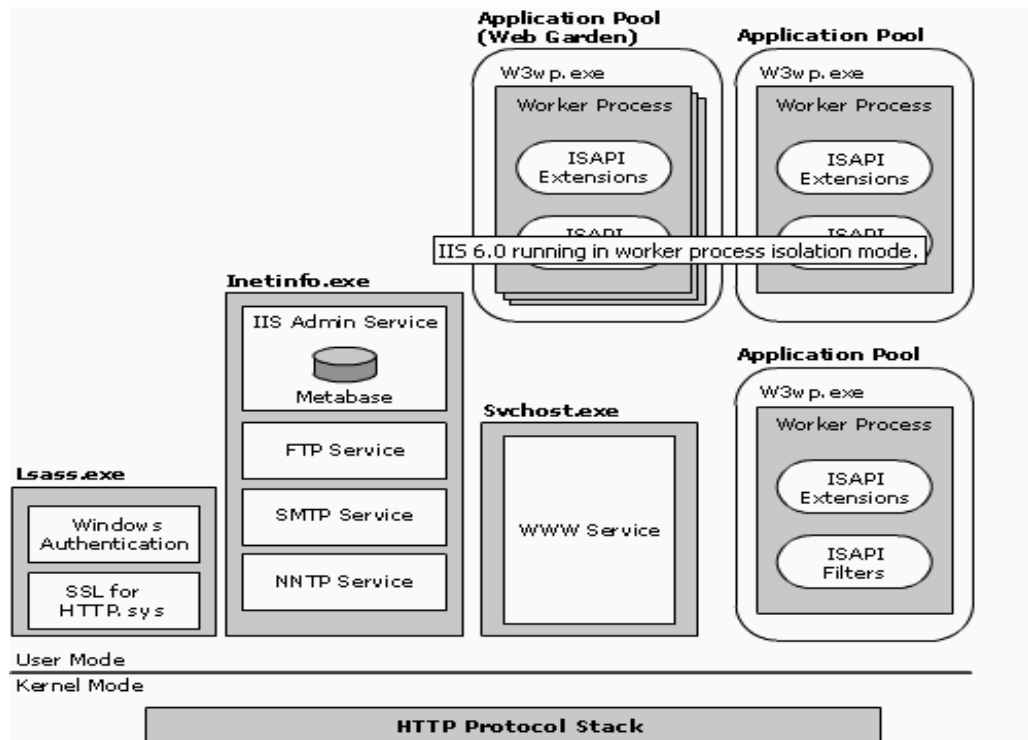 Application Pool
(Web Garden)
W3wp.exe
Worker Process
ISAPI
Extensions
Application Pool
W3wp.exe
Worker Process
ISAPI
Extensions
IIS 6.0 running in worker process isolation mode.
Inetinfo.exe
IIS Admin Service
Metabase
FTP Service
SMTP Service
NNTP Service
Svchost.exe
WWW Service
Application Pool
W3wp.exe
Worker Process
ISAPI
Extensions
ISAPI
Filters
Lsass.exe
Windows
Authentication
SSL for
HTTP.sys
User Mode
Kernel Mode
HTTP Protocol Stack